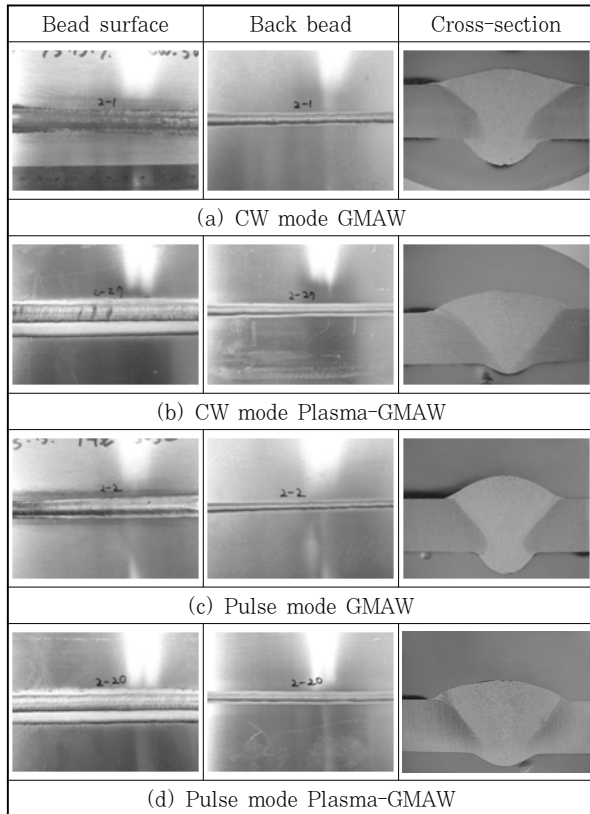 Bead surface Back bead Cross-section
2-1 2-1
(a) CW mode GMAW
2-29 2-29
(b) CW mode Plasma-GMAW
2-2 2-2
(c) Pulse mode GMAW
2-20 2-20
(d) Pulse mode Plasma-GMAW